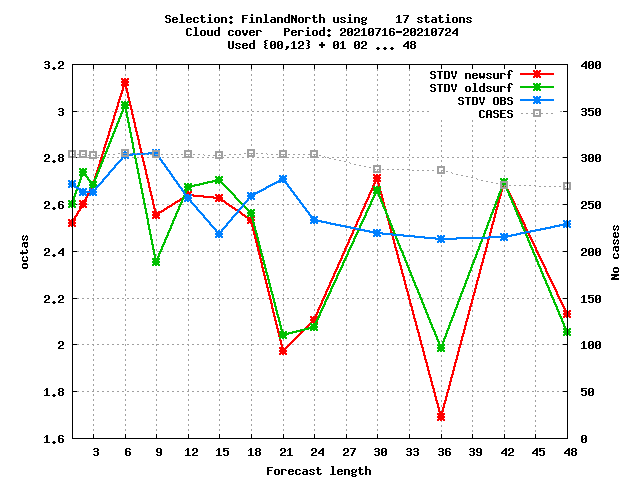 Selection: FinlandNorth using 17 stations
Cloud cover Period: 20210716-20210724
Used {00,12} + 01 02 ... 48
STDV newsurf
STDV oldsurf
STDV OBS
CASES
3.2
3
2.8
2.6
2.4
2.2
2
1.8
1.6
octas
400
350
300
250
200
150
100
50
0
No cases
3 6 9 12 15 18 21 24 27 30 33 36 39 42 45 48
Forecast length